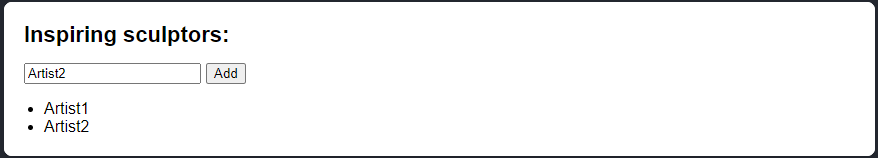 Inspiring sculptors:
Artist2 Add
Artist1
Artist2